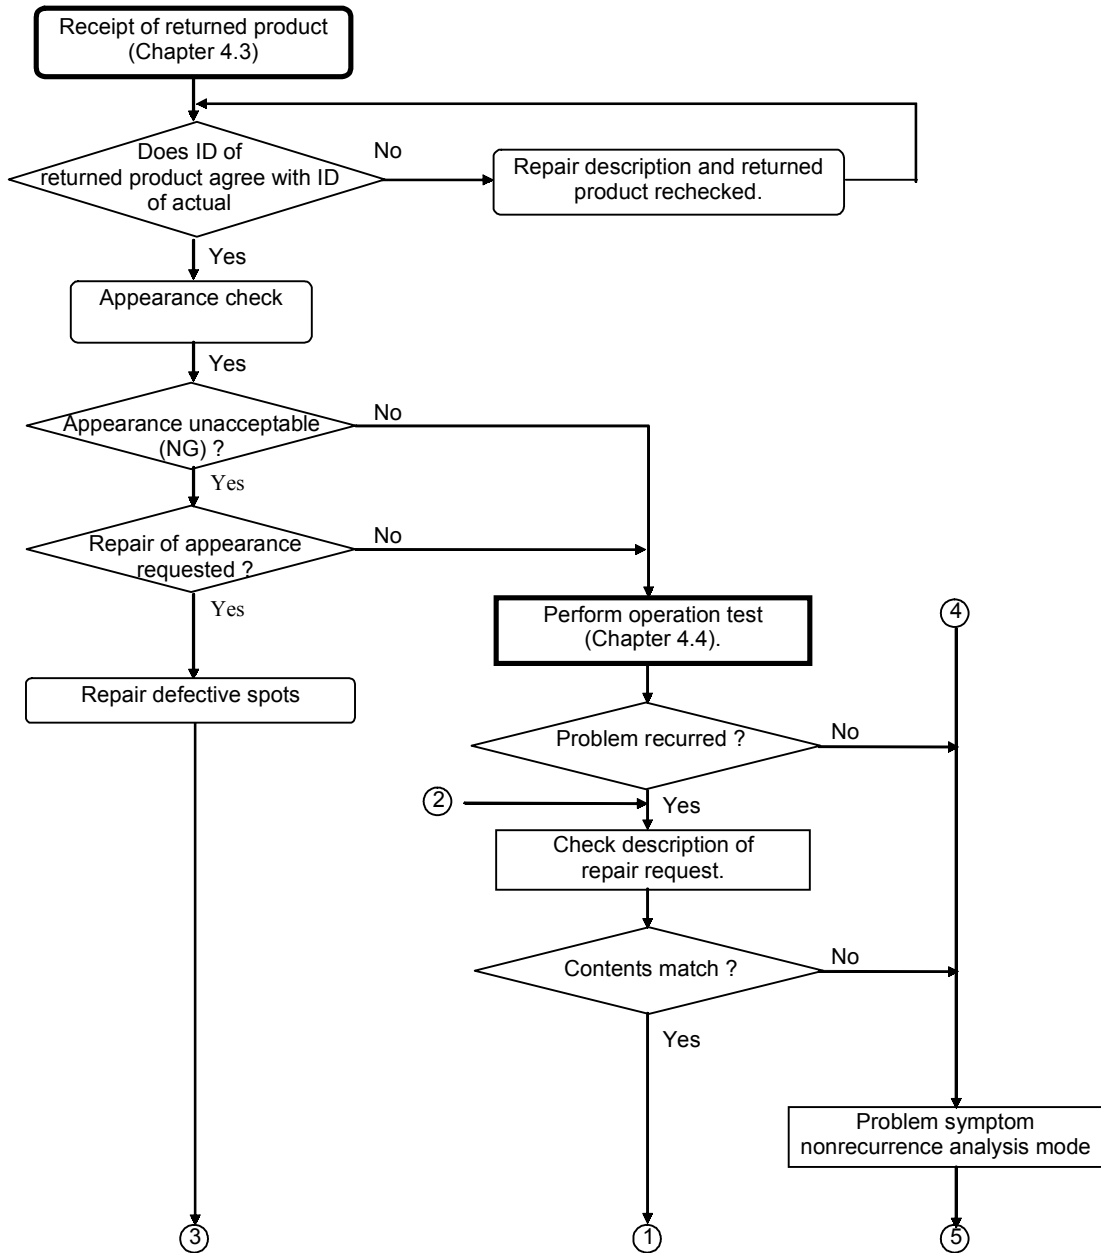 Receipt of returned product
(Chapter 4.3)
Does ID of
returned product agree with ID
of actual
No
Repair description and returned
product rechecked.
Yes
Appearance check
Yes
Appearance unacceptable
(NG) ?
No
Yes
Repair of appearance
requested ?
No
Yes
Perform operation test
(Chapter 4.4).
4
Repair defective spots
Problem recurred ?
No
2
Yes
Check description of
repair request.
Contents match ?
No
Yes
Problem symptom
nonrecurrence analysis mode
3
1
5